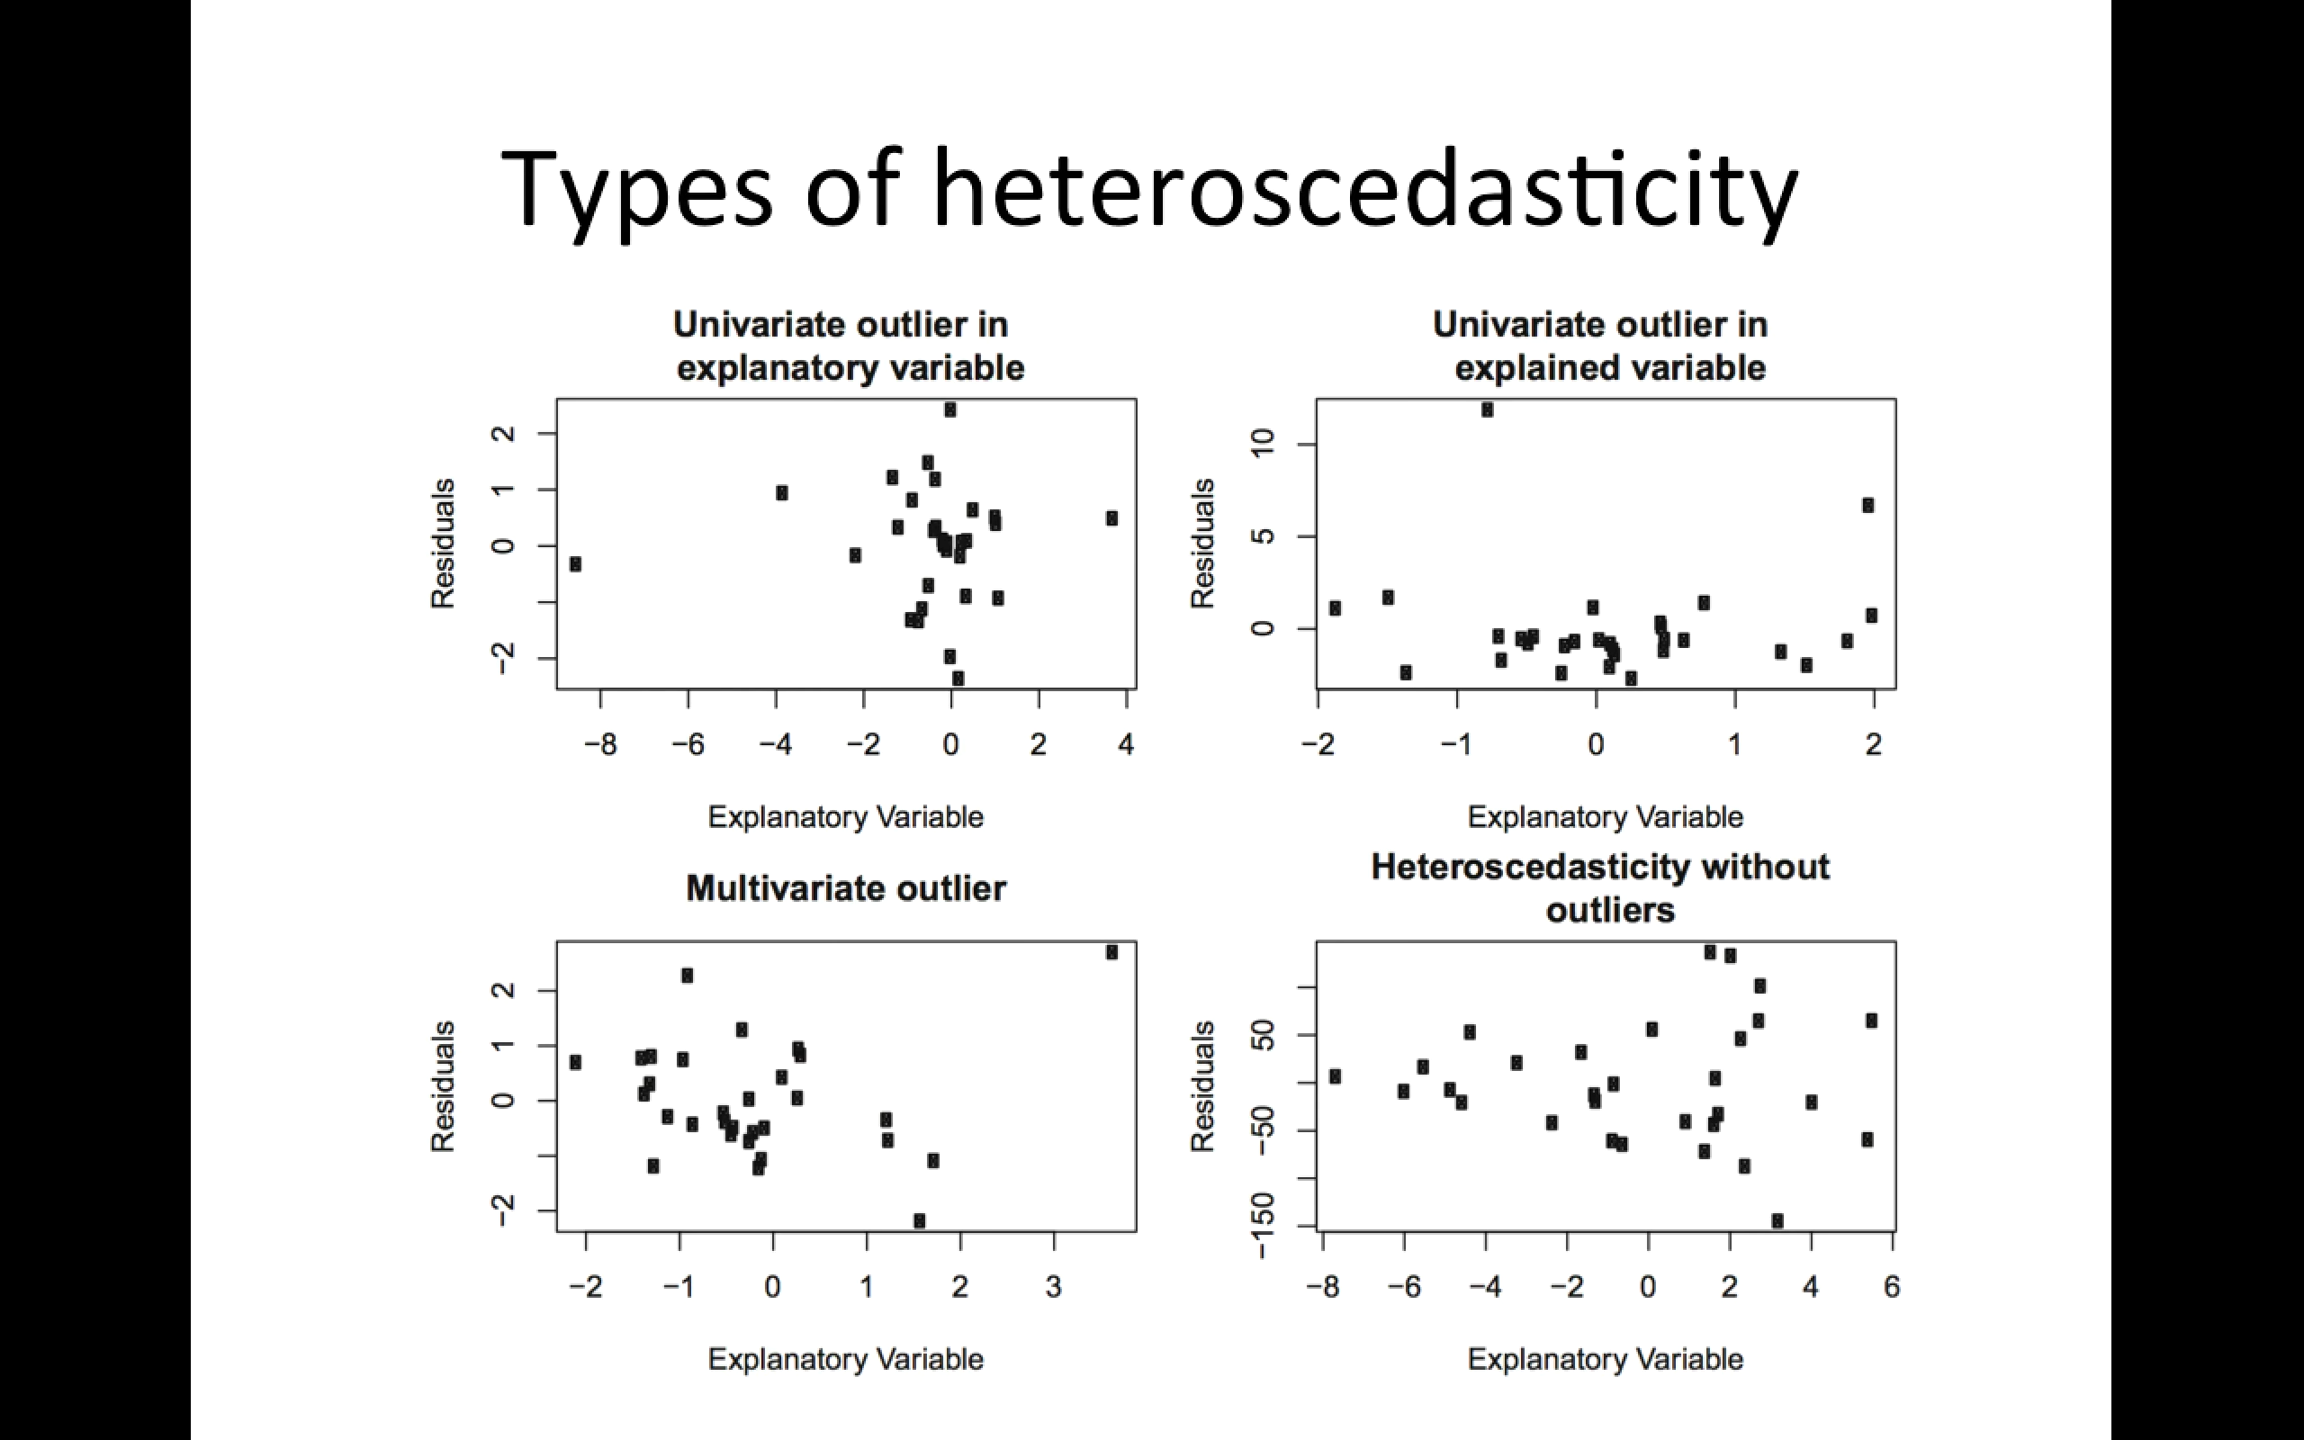 Types of heteroscedasticity
Univariate outlier in
explanatory variable
Residuals
2
1
0
−2
−8 −6 −4 −2 0 2 4
Explanatory Variable
Univariate outlier in
explained variable
Residuals
10
5
0
−2 −1 0 1 2
Explanatory Variable
Multivariate outlier
Residuals
2
1
0
−2
−2 −1 0 1 2 3
Explanatory Variable
Heteroscedasticity without
outliers
Residuals
50
−50
−150
−8 −6 −4 −2 0 2 4 6
Explanatory Variable